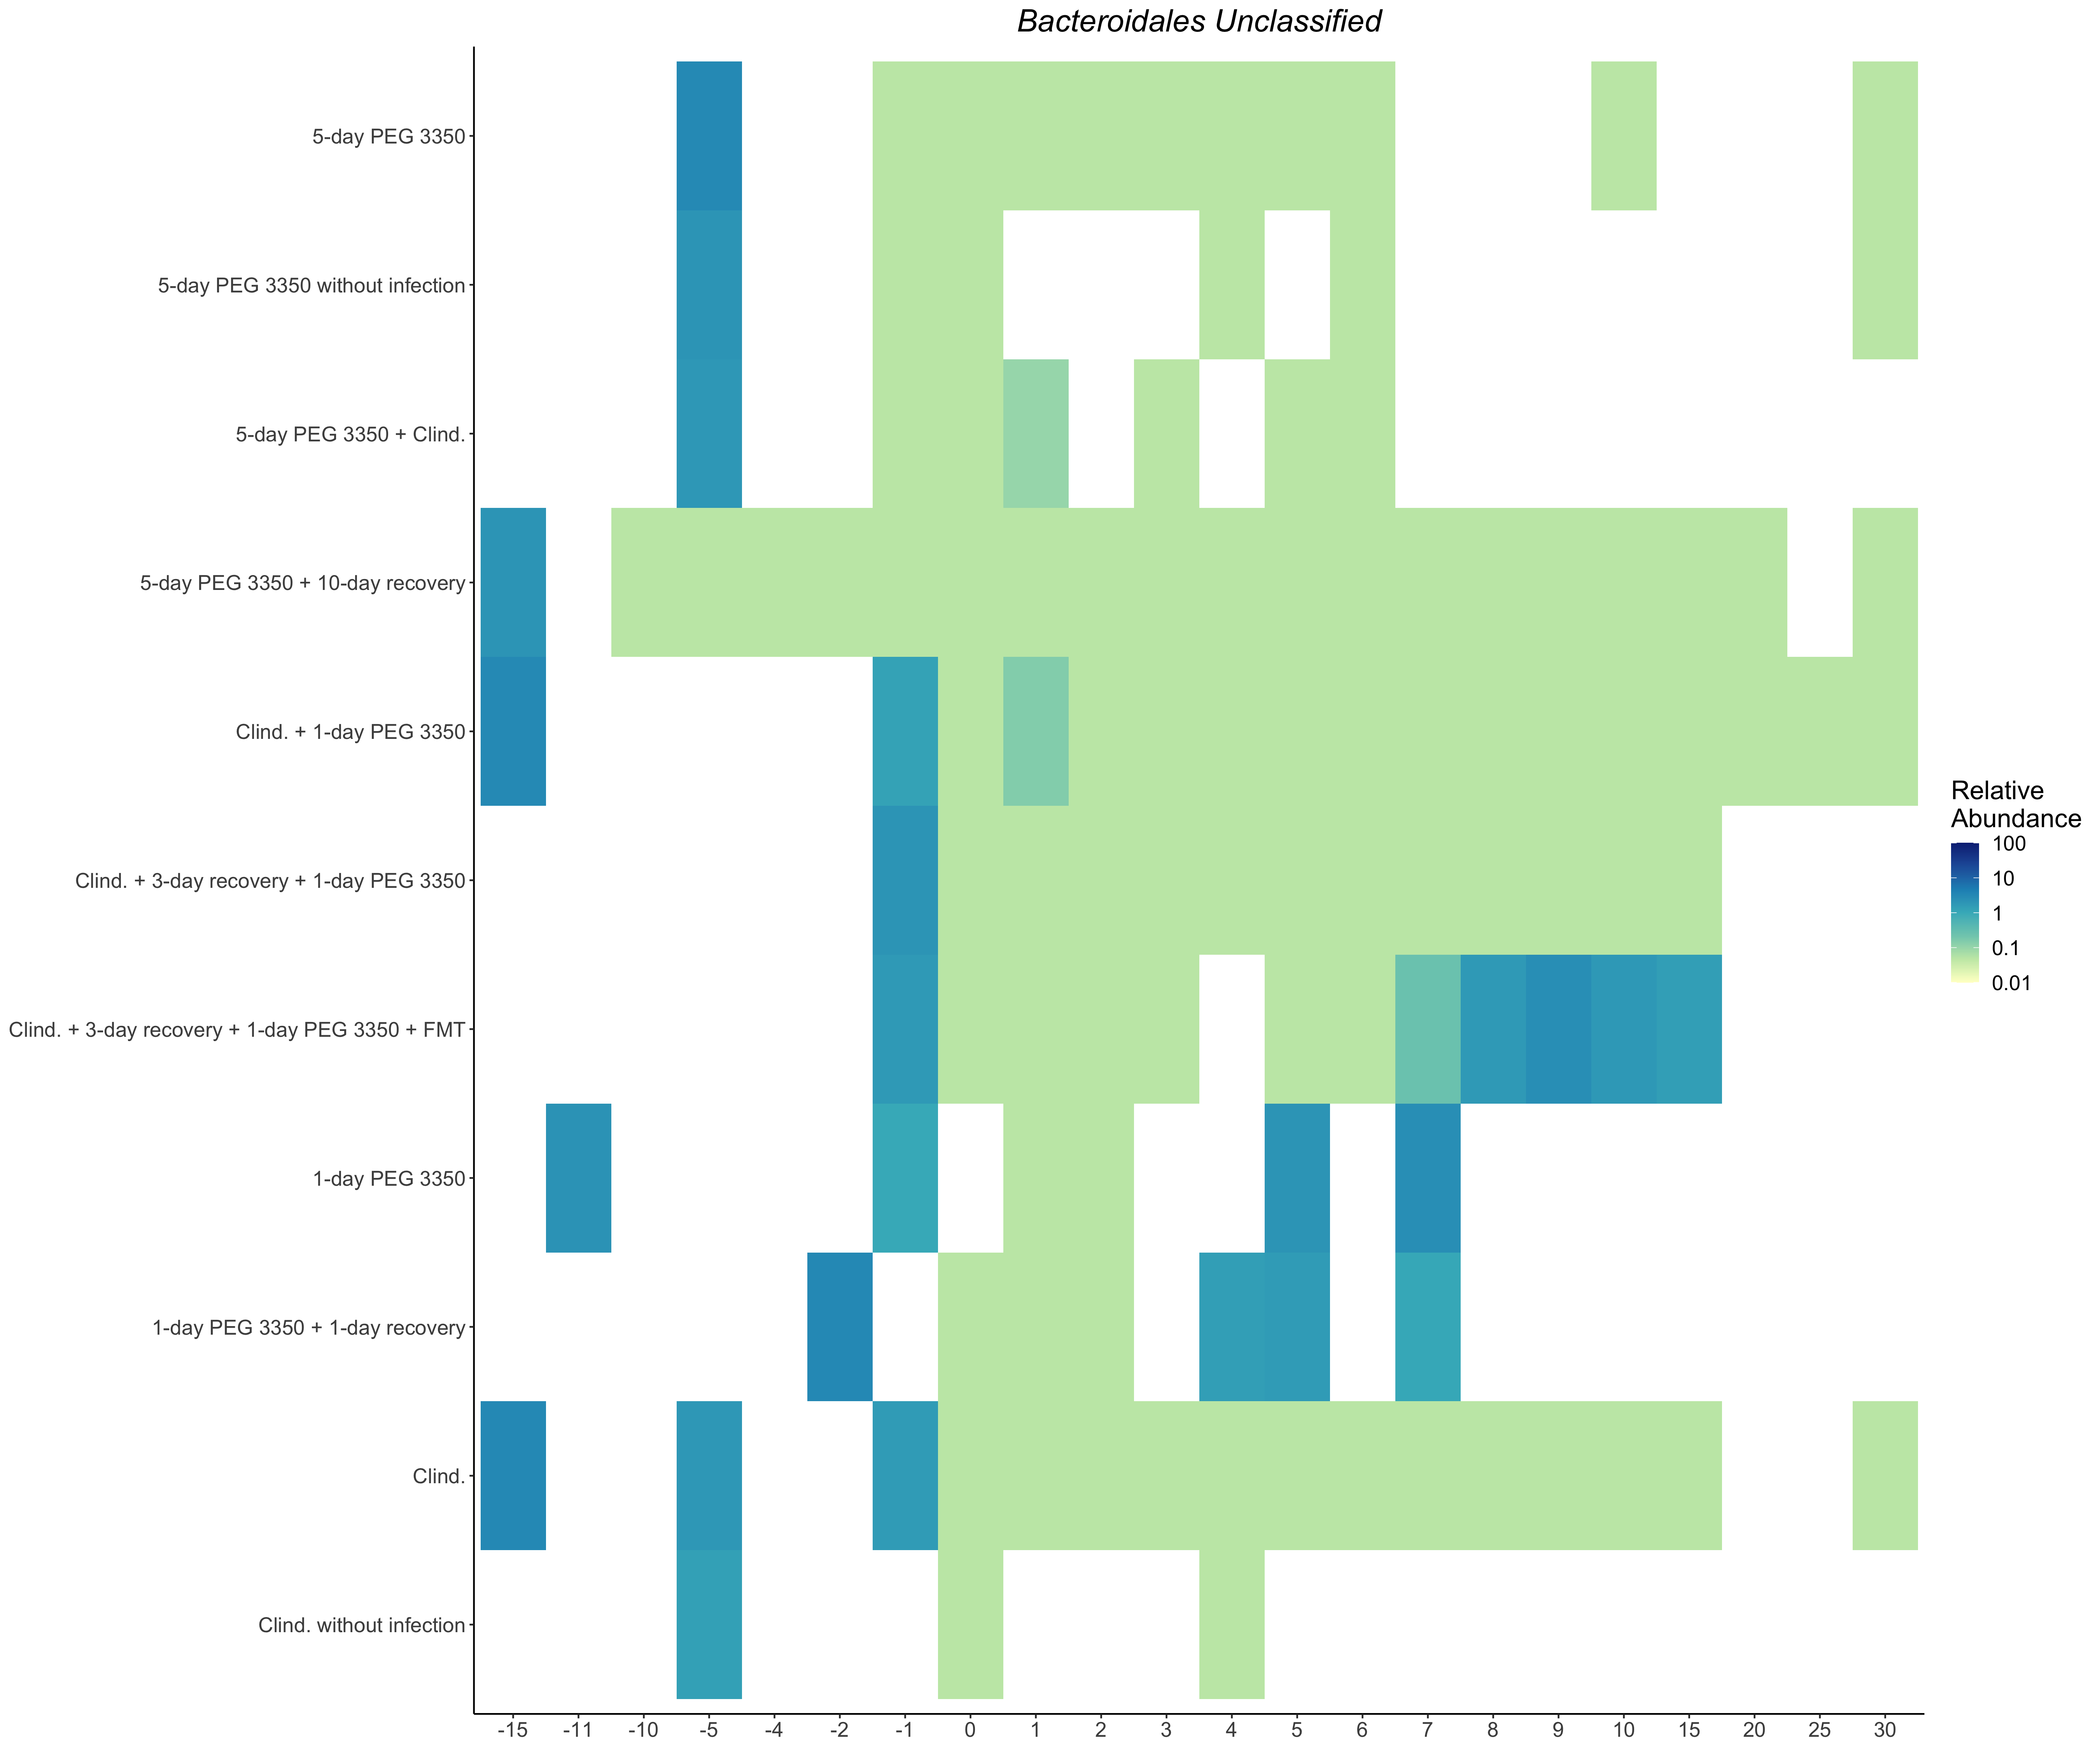 Bacteroidales Unclassified
5-day PEG 3350
5-day PEG 3350 without infection
5-day PEG 3350 + Clind.
5-day PEG 3350 + 10-day recovery
Clind. + 1-day PEG 3350
Clind. + 3-day recovery + 1-day PEG 3350
Clind. + 3-day recovery + 1-day PEG 3350 + FMT
1-day PEG 3350
1-day PEG 3350 + 1-day recovery
Clind.
Clind. without infection
-15 -11 -10 -5 -4 -2 -1 0 1 2 3 4 5 6 7 8 9 10 15 20 25 30
Relative
Abundance
100
10
1
0.1
0.01